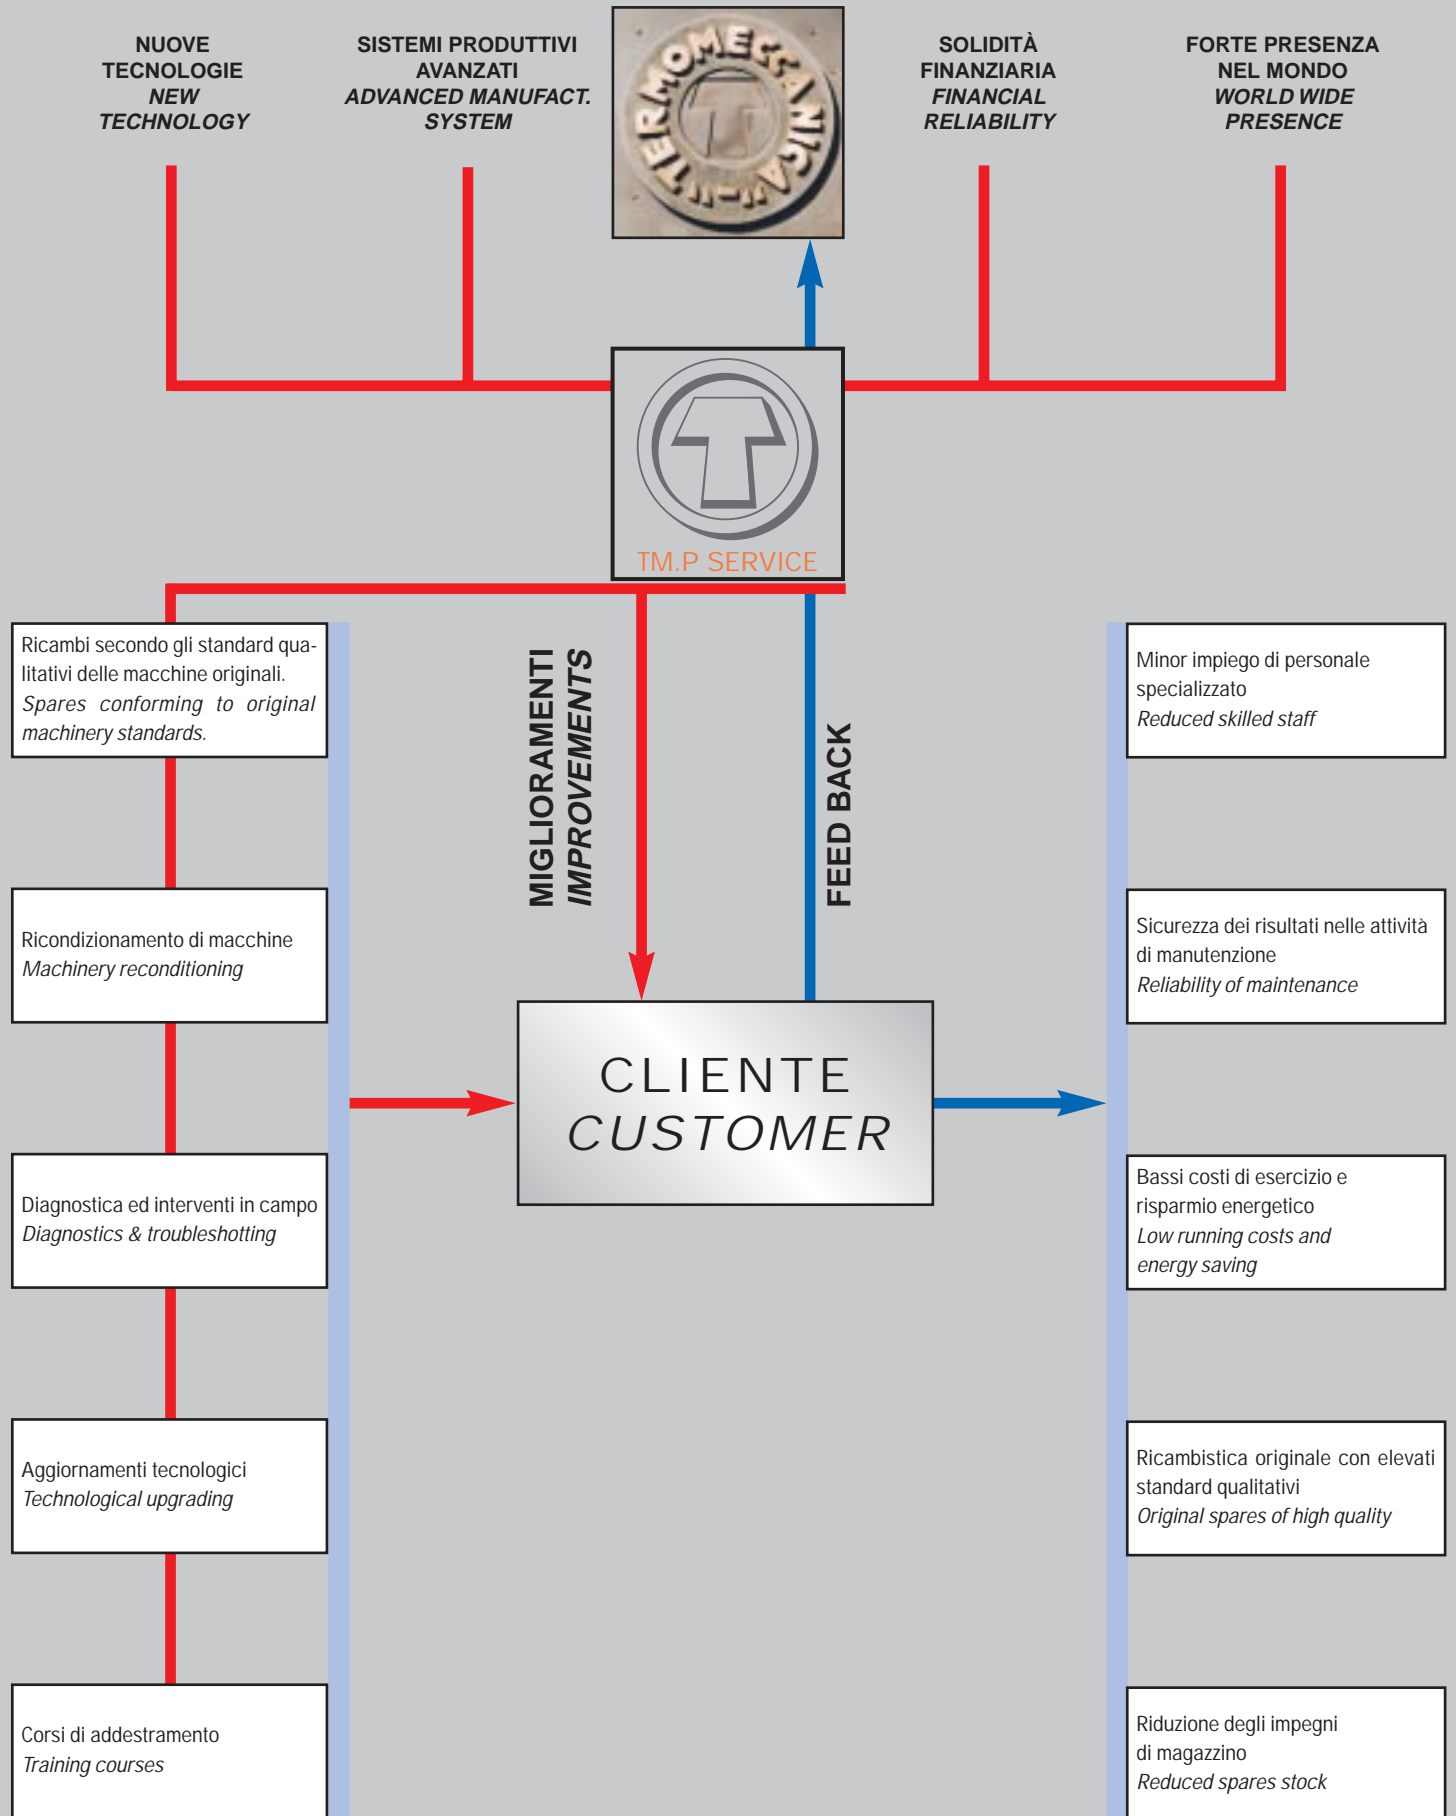 NUOVE
TECNOLOGIE
NEW
TECHNOLOGY
SISTEMI PRODUTTIVI
AVANZATI
ADVANCED MANUFACT.
SYSTEM
TERMOMECCANICA
SOLIDITÀ
FINANZIARIA
FINANCIAL
RELIABILITY
FORTE PRESENZA
NEL MONDO
WORLD WIDE
PRESENCE
TM.P SERVICE
Ricambi secondo gli standard qua-
litativi delle macchine originali.
Spares conforming to original
machinery standards.
Ricondizionamento di macchine
Machinery reconditioning
Diagnostica ed interventi in campo
Diagnostics & troubleshotting
Aggiornamenti tecnologici
Technological upgrading
Corsi di addestramento
Training courses
MIGLIORAMENTI
IMPROVEMENTS
FEED BACK
CLIENTE
CUSTOMER
Minor impiego di personale
specializzato
Reduced skilled staff
Sicurezza dei risultati nelle attività
di manutenzione
Reliability of maintenance
Bassi costi di esercizio e
risparmio energetico
Low running costs and
energy saving
Ricambistica originale con elevati
standard qualitativi
Original spares of high quality
Riduzione degli impegni
di magazzino
Reduced spares stock